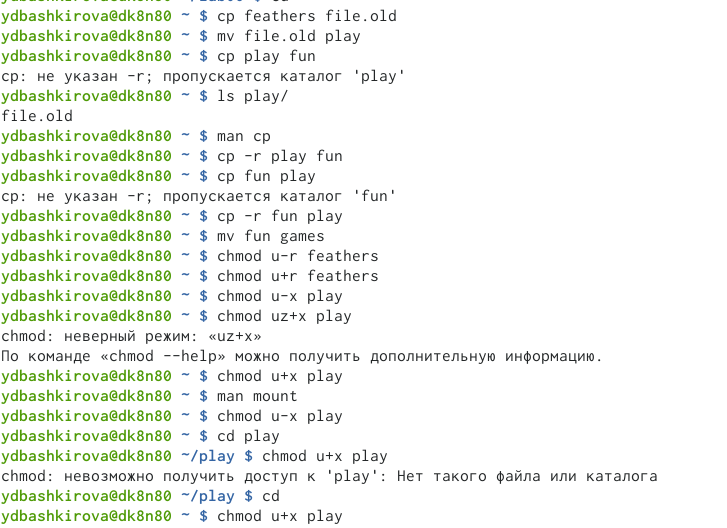 ydbashkirova@dk8n80 ~ $ cp feathers file.old
ydbashkirova@dk8n80 ~ $ mv file.old play
ydbashkirova@dk8n80 ~ $ cp play fun
cp: не указан -r; пропускается каталог 'play'
ydbashkirova@dk8n80 ~ $ ls play/
file.old
ydbashkirova@dk8n80 ~ $ man cp
ydbashkirova@dk8n80 ~ $ cp -r play fun
ydbashkirova@dk8n80 ~ $ cp fun play
cp: не указан -r; пропускается каталог 'fun'
ydbashkirova@dk8n80 ~ $ cp -r fun play
ydbashkirova@dk8n80 ~ $ mv fun games
ydbashkirova@dk8n80 ~ $ chmod u-r feathers
ydbashkirova@dk8n80 ~ $ chmod u+r feathers
ydbashkirova@dk8n80 ~ $ chmod u-x play
ydbashkirova@dk8n80 ~ $ chmod uz+x play
chmod: неверный режим: «uz+x»
По команде «chmod --help» можно получить дополнительную информацию.
ydbashkirova@dk8n80 ~ $ chmod u+x play
ydbashkirova@dk8n80 ~ $ man mount
ydbashkirova@dk8n80 ~ $ chmod u-x play
ydbashkirova@dk8n80 ~ $ cd play
ydbashkirova@dk8n80 ~/play $ chmod u+x play
chmod: невозможно получить доступ к 'play': Нет такого файла или каталога
ydbashkirova@dk8n80 ~/play $ cd
ydbashkirova@dk8n80 ~ $ chmod u+x play